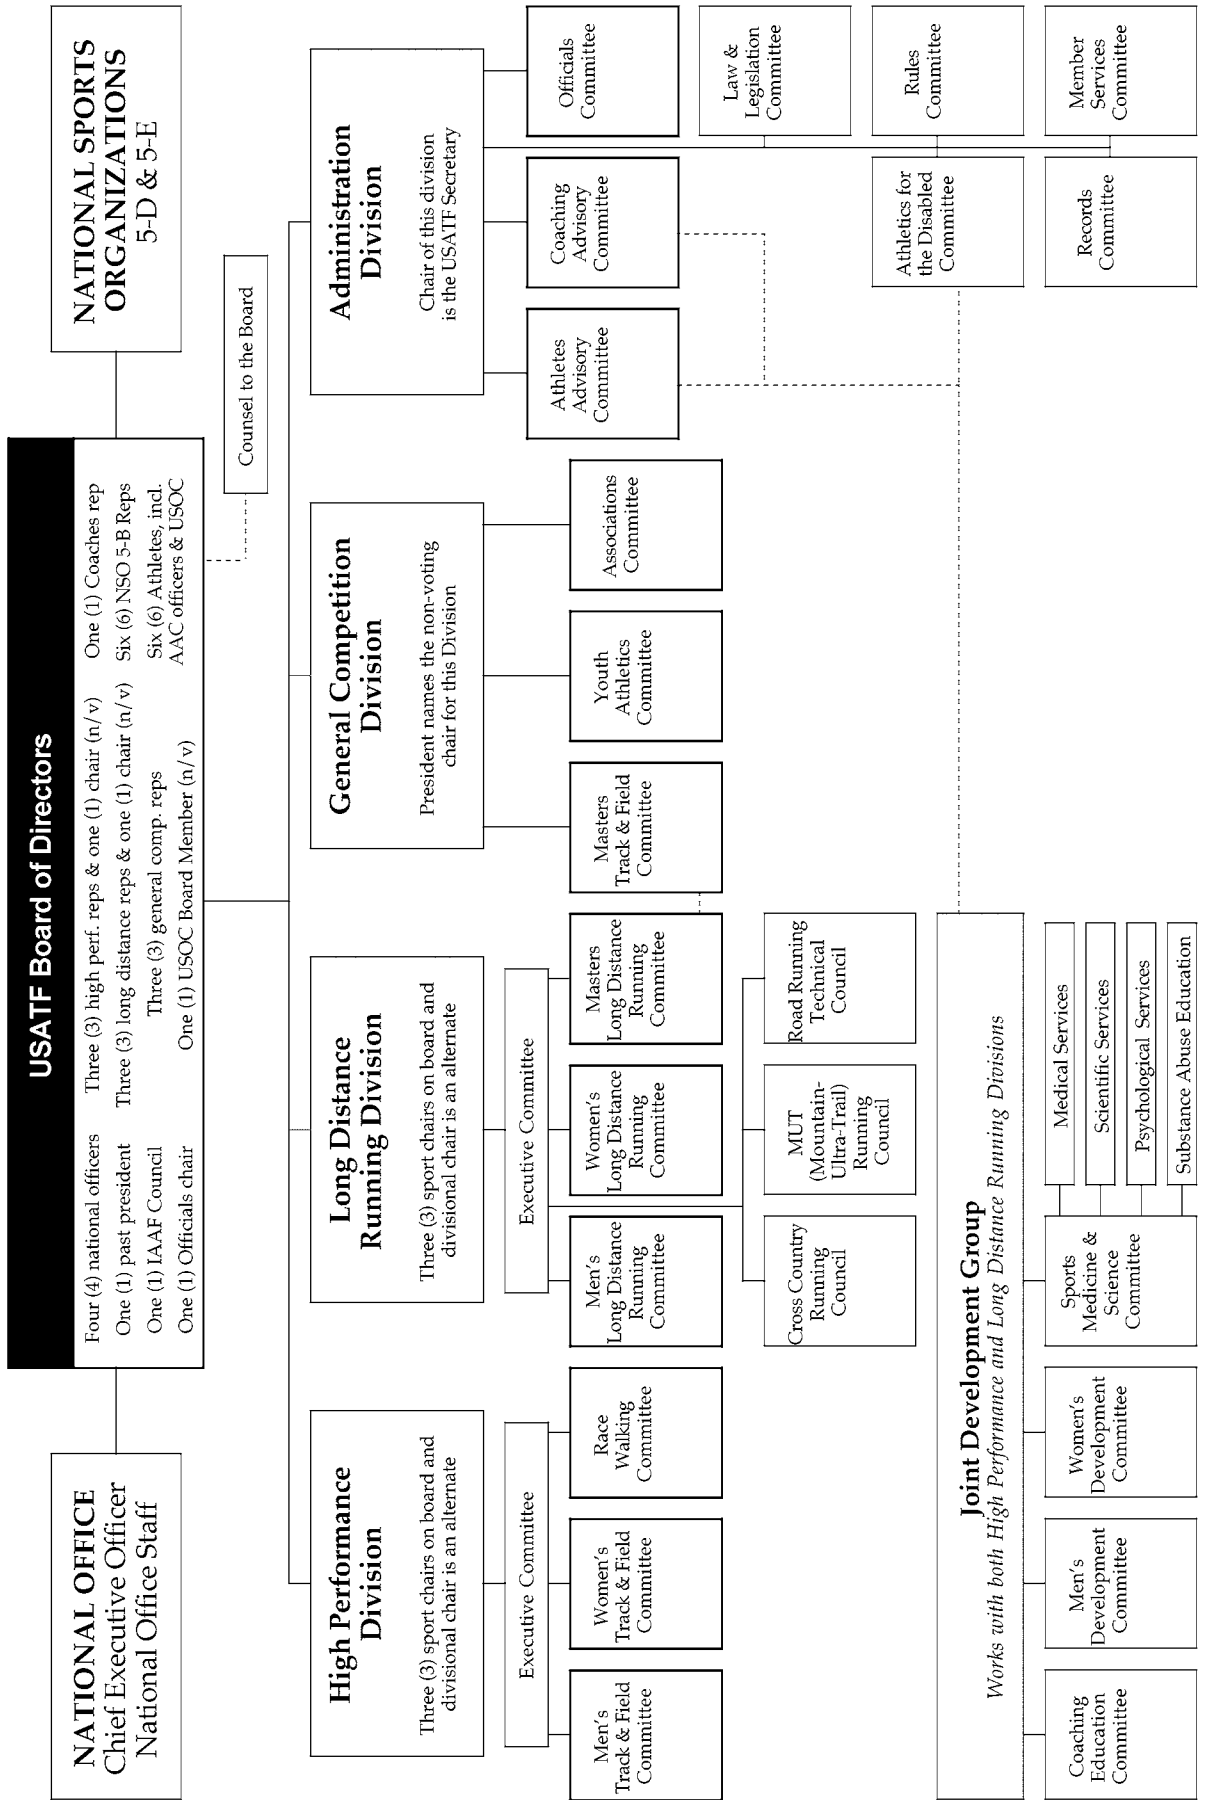 USATF Board of Directors
Four (4) national officers
One (1) past president
One (1) IAAF Council
One (1) Officials chair
Three (3) high perf. reps & one (1) chair (n/v)
Three (3) long distance reps & one (1) chair (n/v)
Three (3) general comp. reps
One (1) USOC Board Member (n/v)
One (1) Coaches rep
Six (6) NSO 5-B Reps
Six (6) Athletes, incl.
AAC officers & USOC
NATIONAL OFFICE
Chief Executive Officer
National Office Staff
NATIONAL SPORTS
ORGANIZATIONS
5-D & 5-E
Counsel to the Board
High Performance
Division
Three (3) sport chairs on board and
divisional chair is an alternate
Executive Committee
Men's
Track & Field
Committee
Women's
Track & Field
Committee
Race
Walking
Committee
Long Distance
Running Division
Three (3) sport chairs on board and
divisional chair is an alternate
Executive Committee
Men's
Long Distance
Running
Committee
Women's
Long Distance
Running
Committee
Masters
Long Distance
Running
Committee
Cross Country
Running
Council
MUT
(Mountain-
Ultra-Trail)
Running
Council
Road Running
Technical
Council
General Competition
Division
President names the non-voting
chair for this Division
Masters
Track & Field
Committee
Youth
Athletics
Committee
Associations
Committee
Administration
Division
Chair of this division
is the USATF Secretary
Athletes
Advisory
Committee
Coaching
Advisory
Committee
Officials
Committee
Law &
Legislation
Committee
Athletics for
the Disabled
Committee
Rules
Committee
Records
Committee
Member
Services
Committee
Joint Development Group
Works with both High Performance and Long Distance Running Divisions
Coaching
Education
Committee
Men's
Development
Committee
Women's
Development
Committee
Sports
Medicine &
Science
Committee
Medical Services
Scientific Services
Psychological Services
Substance Abuse Education